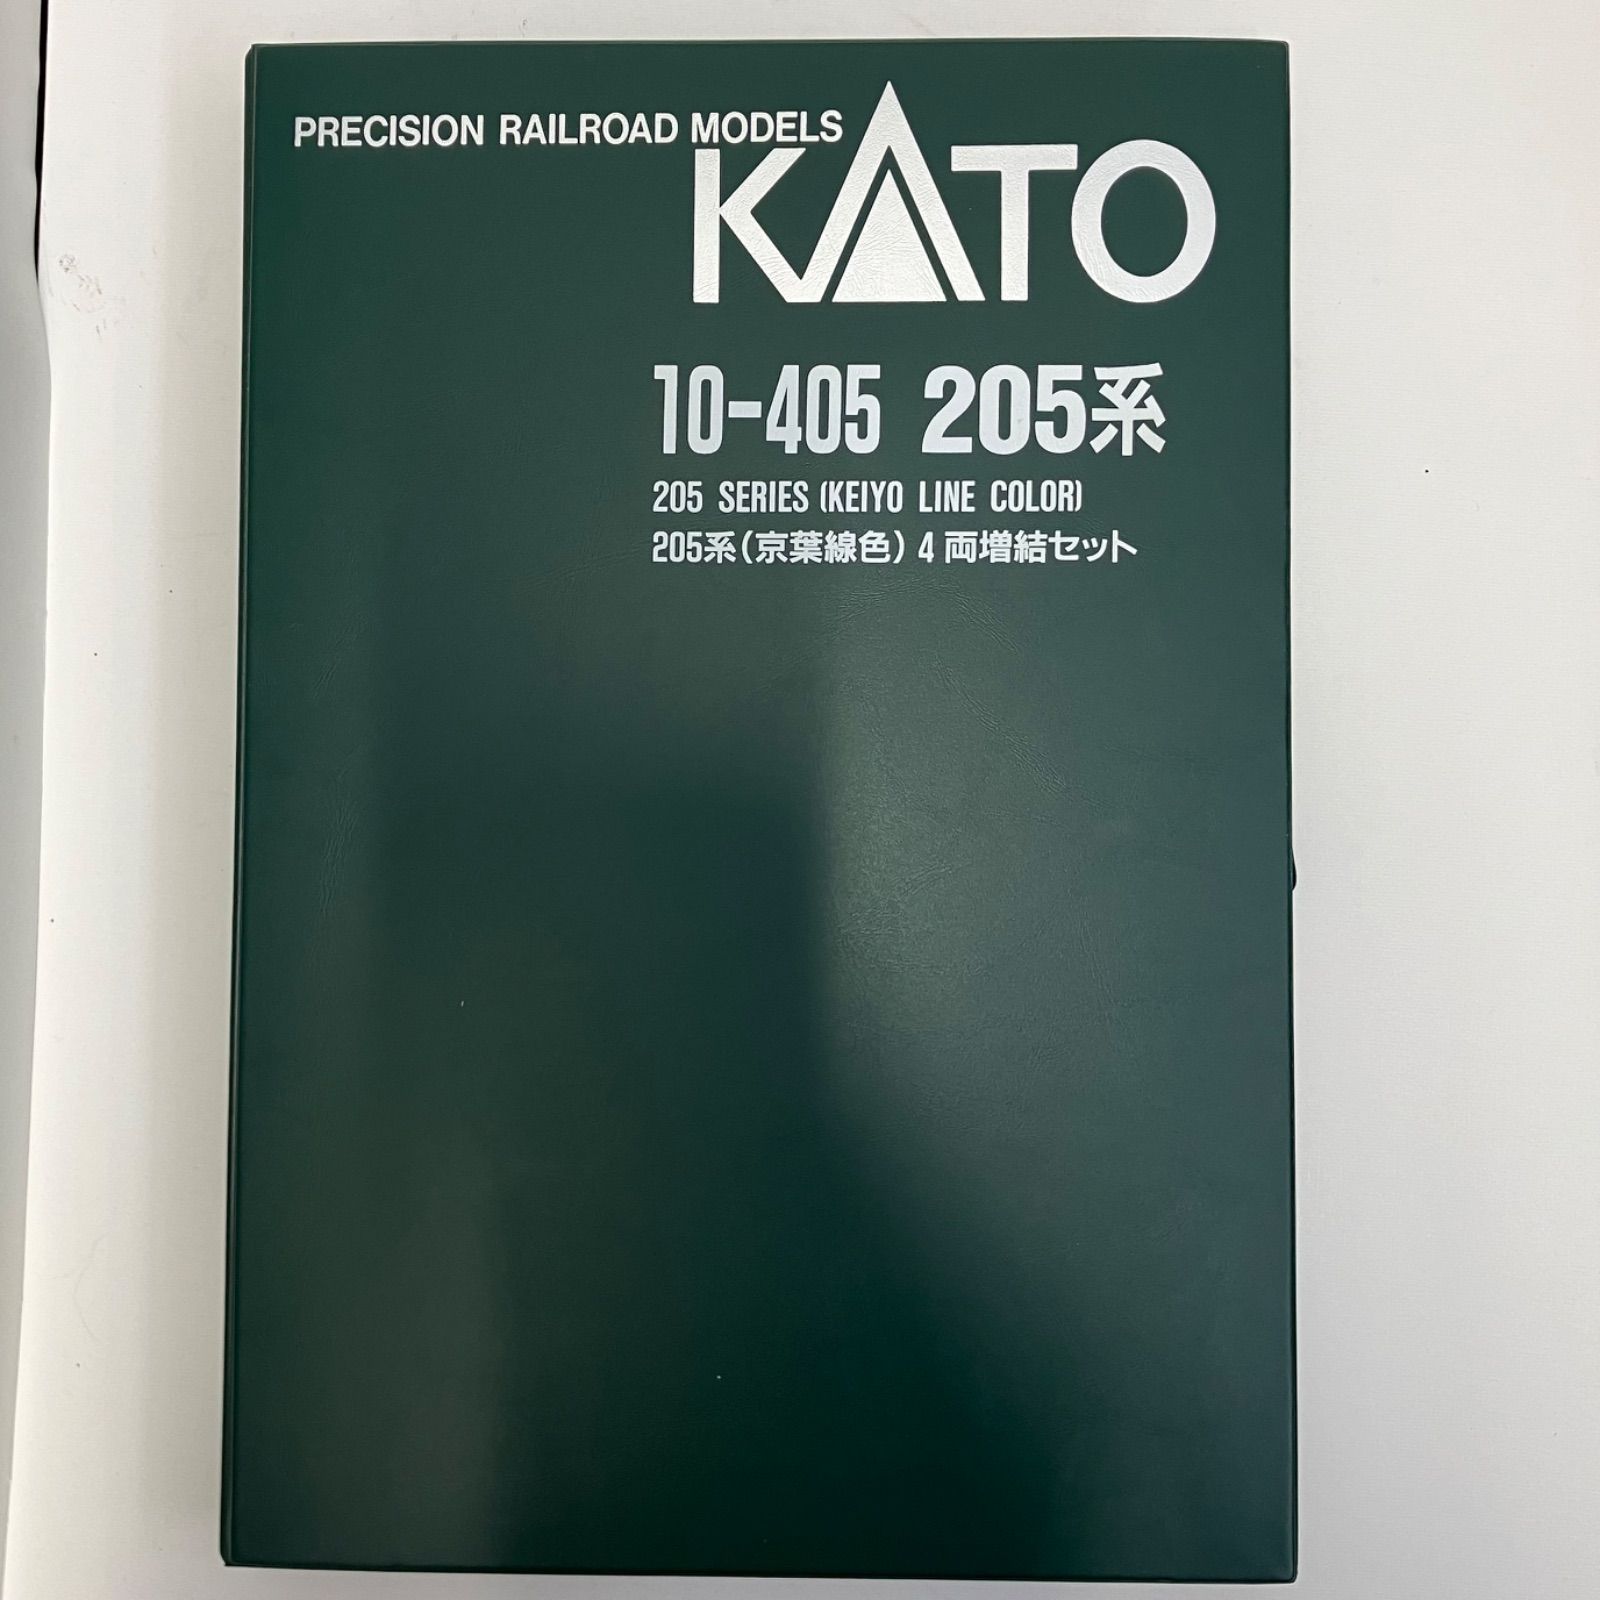 PRECISION RAILROAD MODELS
KATO
10-405 205系
205 SERIES (KEIYO LINE COLOR)
205系(京葉線色) 4両増結セット